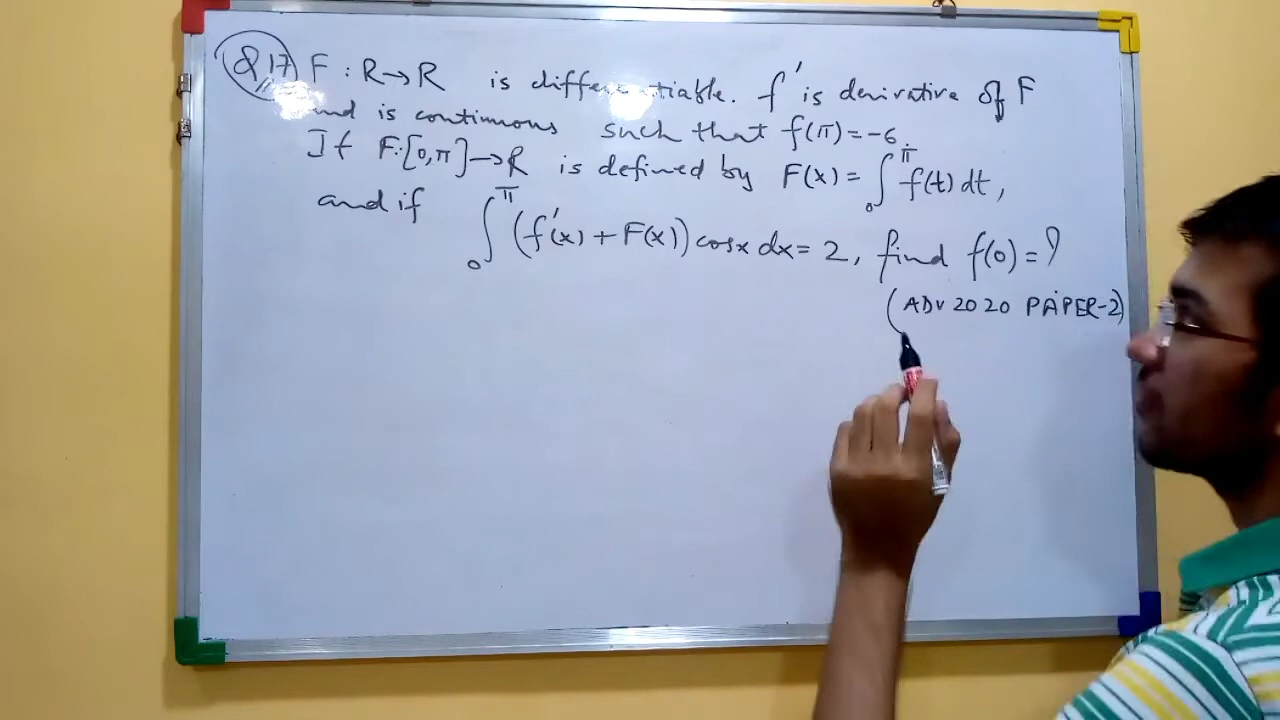 Q17 F : R→R is differentiable. f' is derivative of F
and is continuous such that f(π) = -6.
If F:[0,π]→R is defined by F(x) = ∫₀^π f(t) dt,
and if ∫₀^π (f'(x) + F(x)) cosx dx = 2, find f(0) = ?
(ADV 2020 PAPER-2)